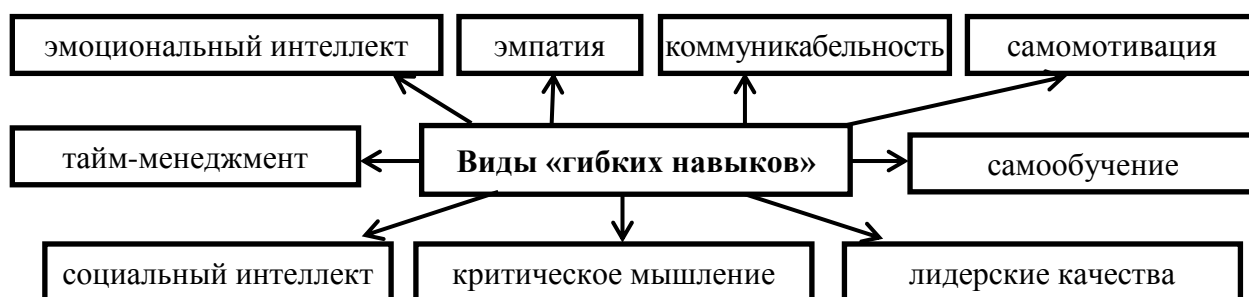 эмоциональный интеллект
эмпатия
коммуникабельность
самомотивация
тайм-менеджмент
Виды «гибких навыков»
самообучение
социальный интеллект
критическое мышление
лидерские качества